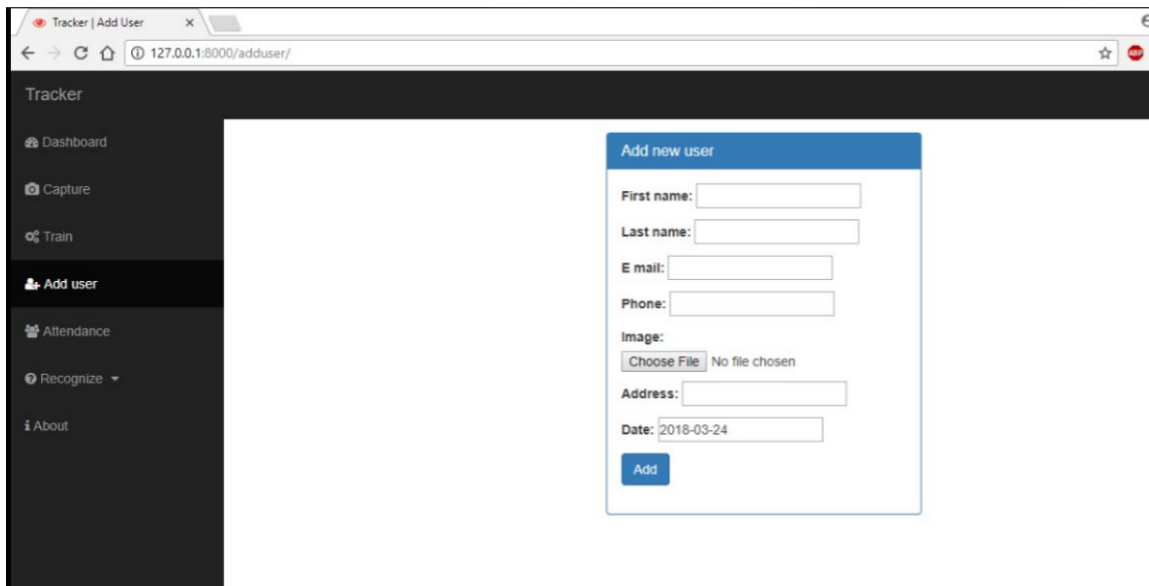 Tracker | Add User
127.0.0.1:8000/adduser/
ABP
Tracker
Dashboard
Capture
Train
Add user
Attendance
Recognize
About
Add new user
First name:
Last name:
E mail:
Phone:
Image:
Choose File No file chosen
Address:
Date: 2018-03-24
Add